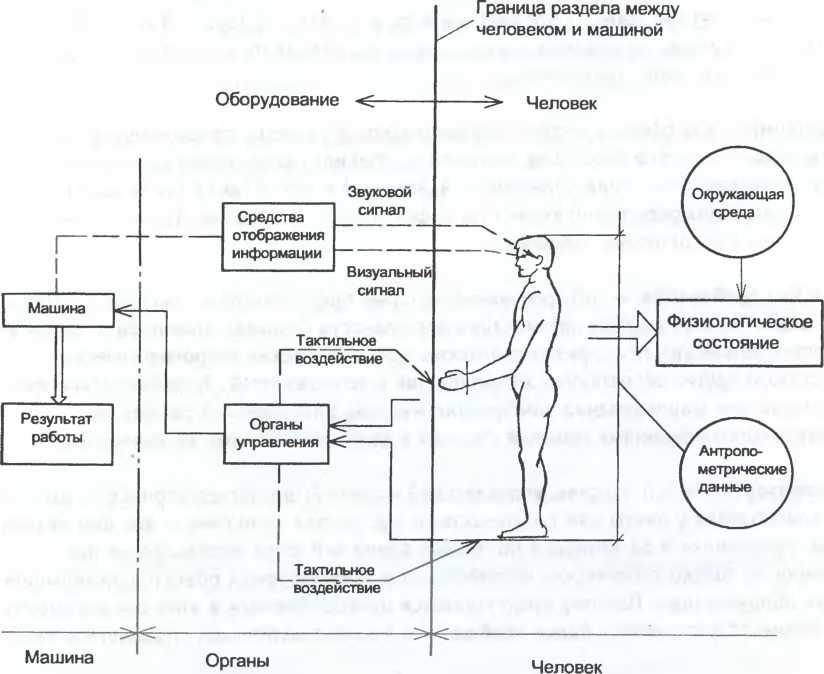 Граница раздела между
человеком и машиной
Оборудование
Человек
Звуковой
сигнал
Окружающая
среда
Средства
отображения
информации
Визуальный
сигнал
Машина
Физиологическое
состояние
Тактильное
воздействие
Результат
работы
Органы
управления
Антропо-
метрические
данные
Тактильное
воздействие
Машина
Органы
Человек